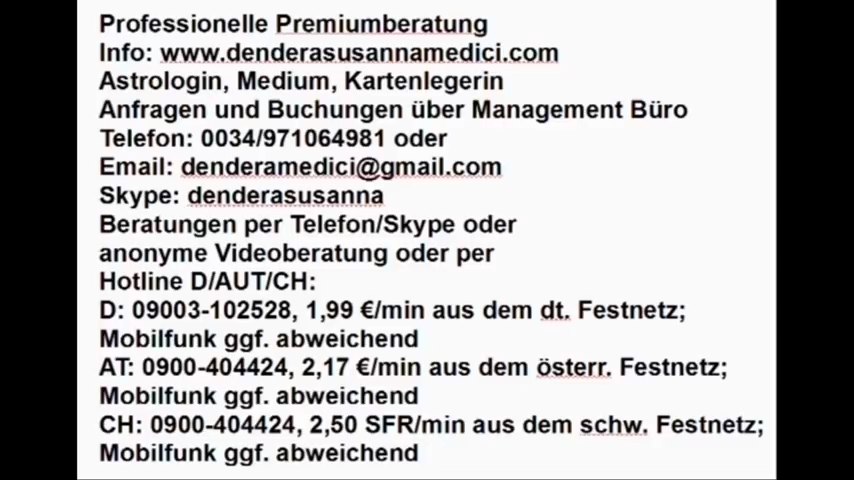 Professionelle Premiumberatung
Info: www.denderasusannamedici.com
Astrologin, Medium, Kartenlegerin
Anfragen und Buchungen über Management Büro
Telefon: 0034/971064981 oder
Email: denderamedici@gmail.com
Skype: denderasusanna
Beratungen per Telefon/Skype oder
anonyme Videoberatung oder per
Hotline D/AUT/CH:
D: 09003-102528, 1,99 €/min aus dem dt. Festnetz;
Mobilfunk ggf. abweichend
AT: 0900-404424, 2,17 €/min aus dem österr. Festnetz;
Mobilfunk ggf. abweichend
CH: 0900-404424, 2,50 SFR/min aus dem schw. Festnetz;
Mobilfunk ggf. abweichend